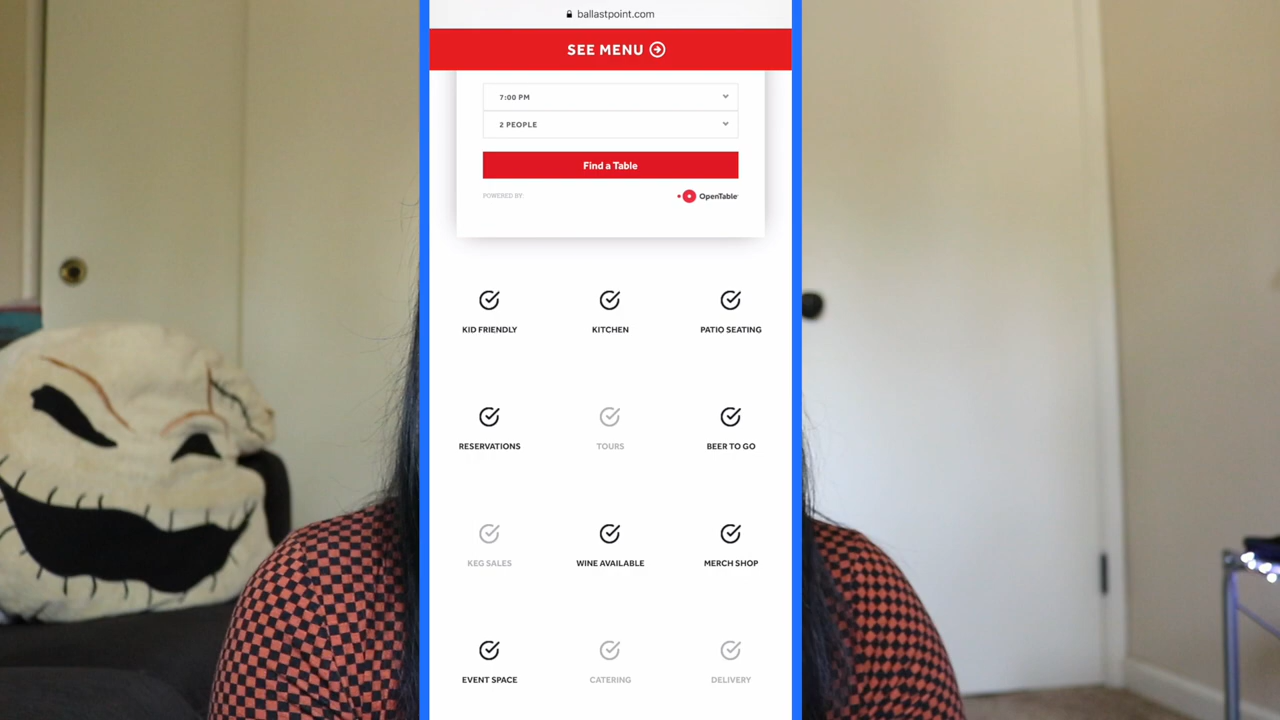 ballastpoint.com
SEE MENU
7:00 PM
2 PEOPLE
Find a Table
POWERED BY
OpenTable
KID FRIENDLY
KITCHEN
PATIO SEATING
RESERVATIONS
TOURS
BEER TO GO
KEG SALES
WINE AVAILABLE
MERCH SHOP
EVENT SPACE
CATERING
DELIVERY